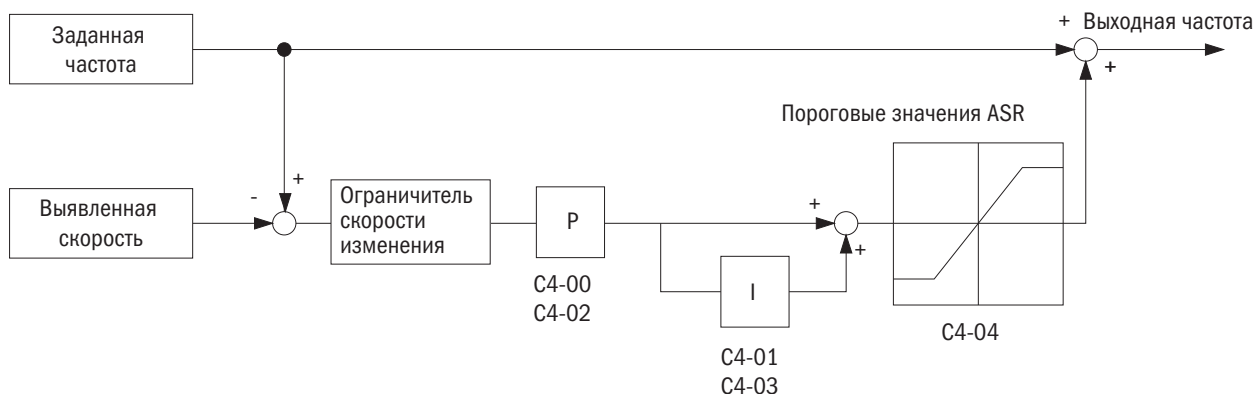 Заданная
частота
+ Выходная частота
+
Пороговые значения ASR
Выявленная
скорость
-
+
Ограничитель
скорости
изменения
P
C4-00
C4-02
+
+
I
C4-01
C4-03
C4-04